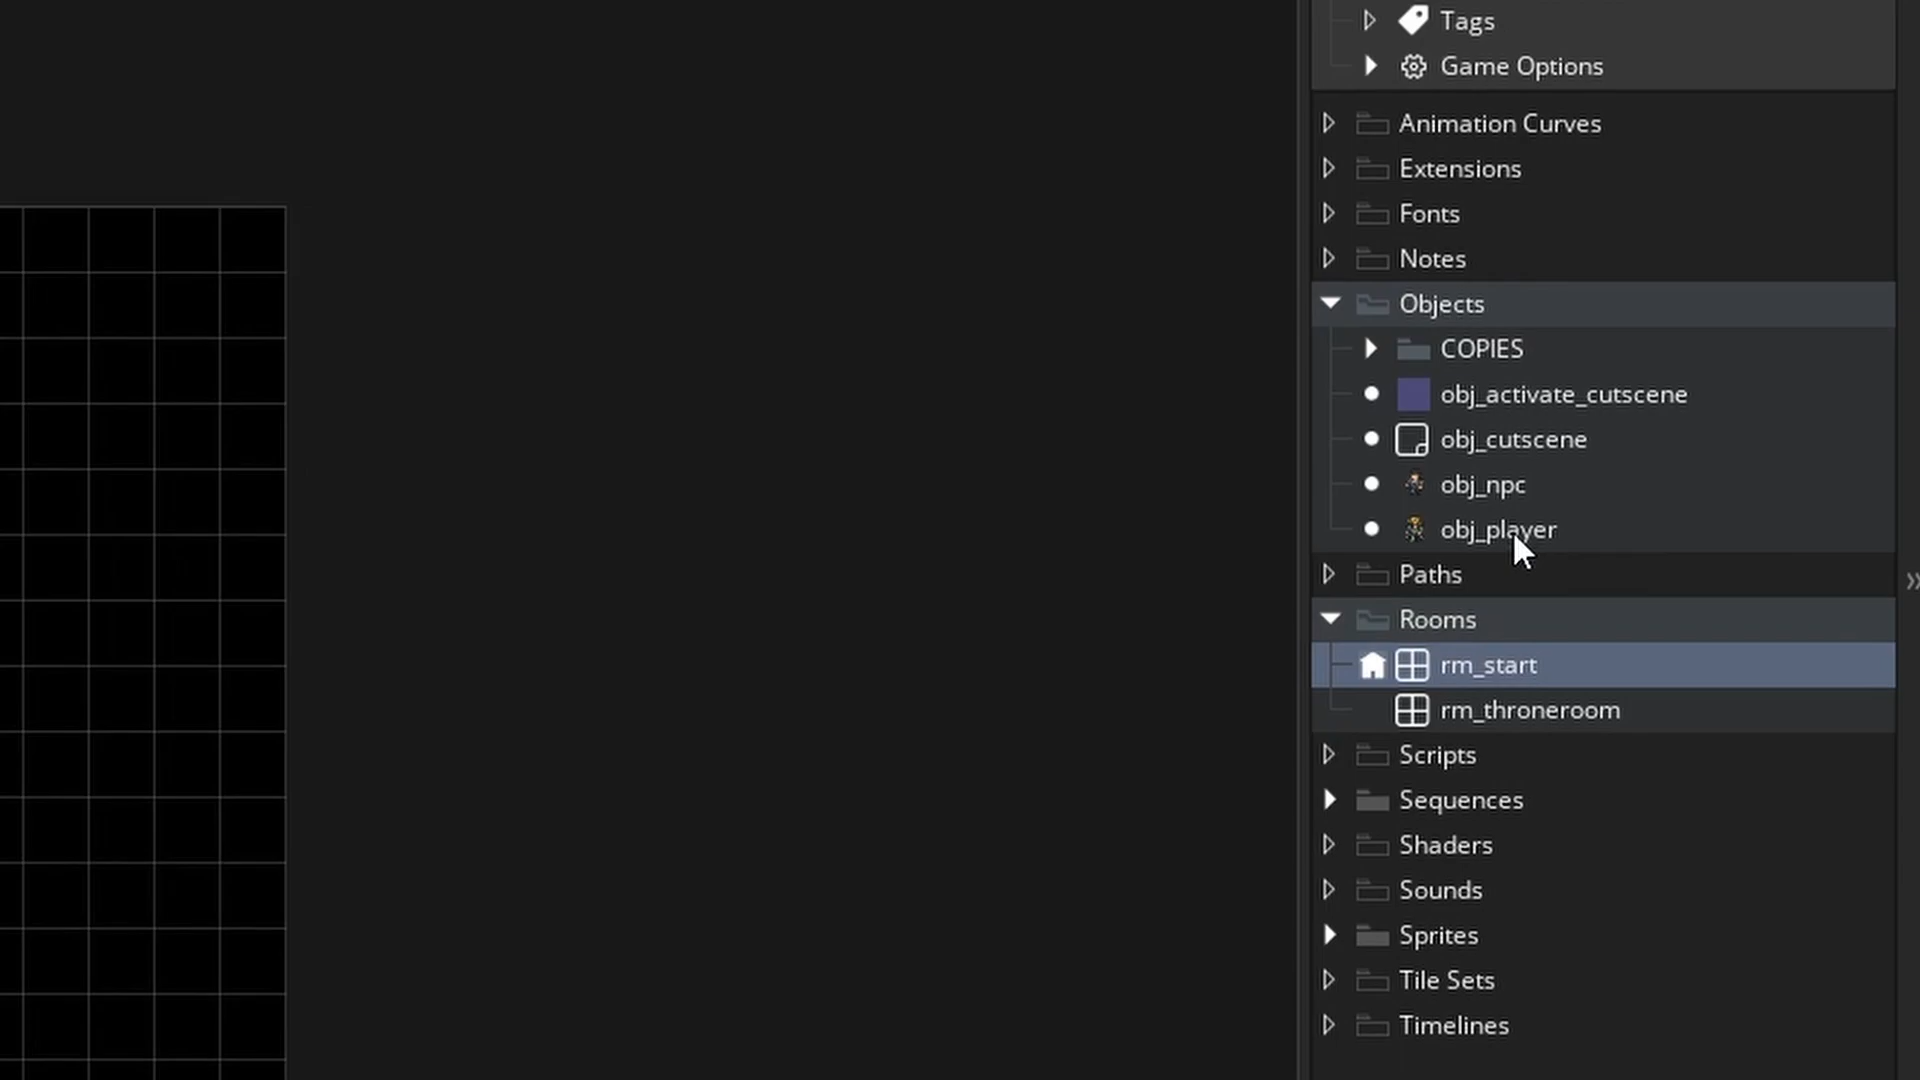 Tags
Game Options
Animation Curves
Extensions
Fonts
Notes
Objects
COPIES
obj_activate_cutscene
obj_cutscene
obj_npc
obj_player
Paths
Rooms
rm_start
rm_throneroom
Scripts
Sequences
Shaders
Sounds
Sprites
Tile Sets
Timelines